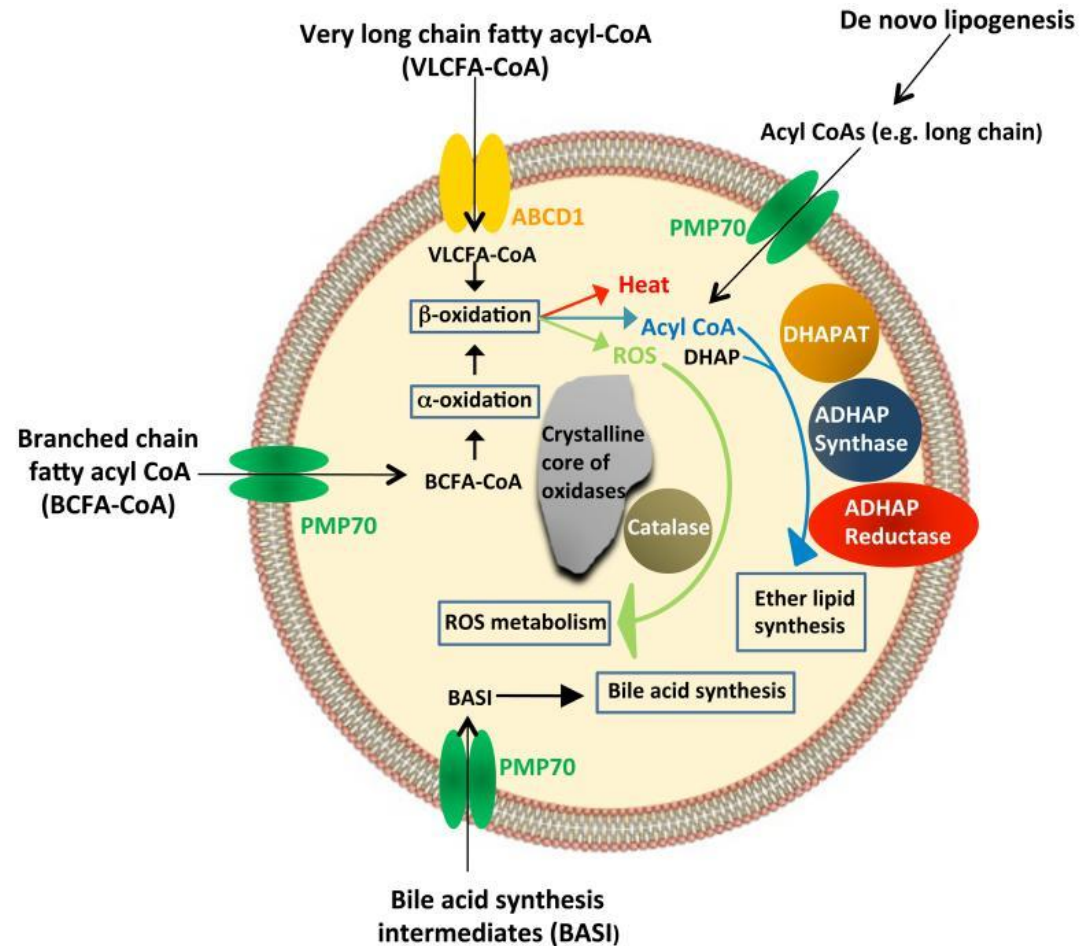 De novo lipogenesis
Very long chain fatty acyl-CoA
(VLCFA-CoA)
Acyl CoAs (e.g. long chain)
ABCD1
PMP70
VLCFA-CoA
Heat
β-oxidation
Acyl CoA
DHAPAT
ROS
DHAP
α-oxidation
ADHAP
Synthase
Branched chain
fatty acyl CoA
(BCFA-CoA)
Crystalline
core of
oxidases
BCFA-CoA
PMP70
Catalase
ADHAP
Reductase
Ether lipid
synthesis
ROS metabolism
BASI
Bile acid synthesis
PMP70
Bile acid synthesis
intermediates (BASI)